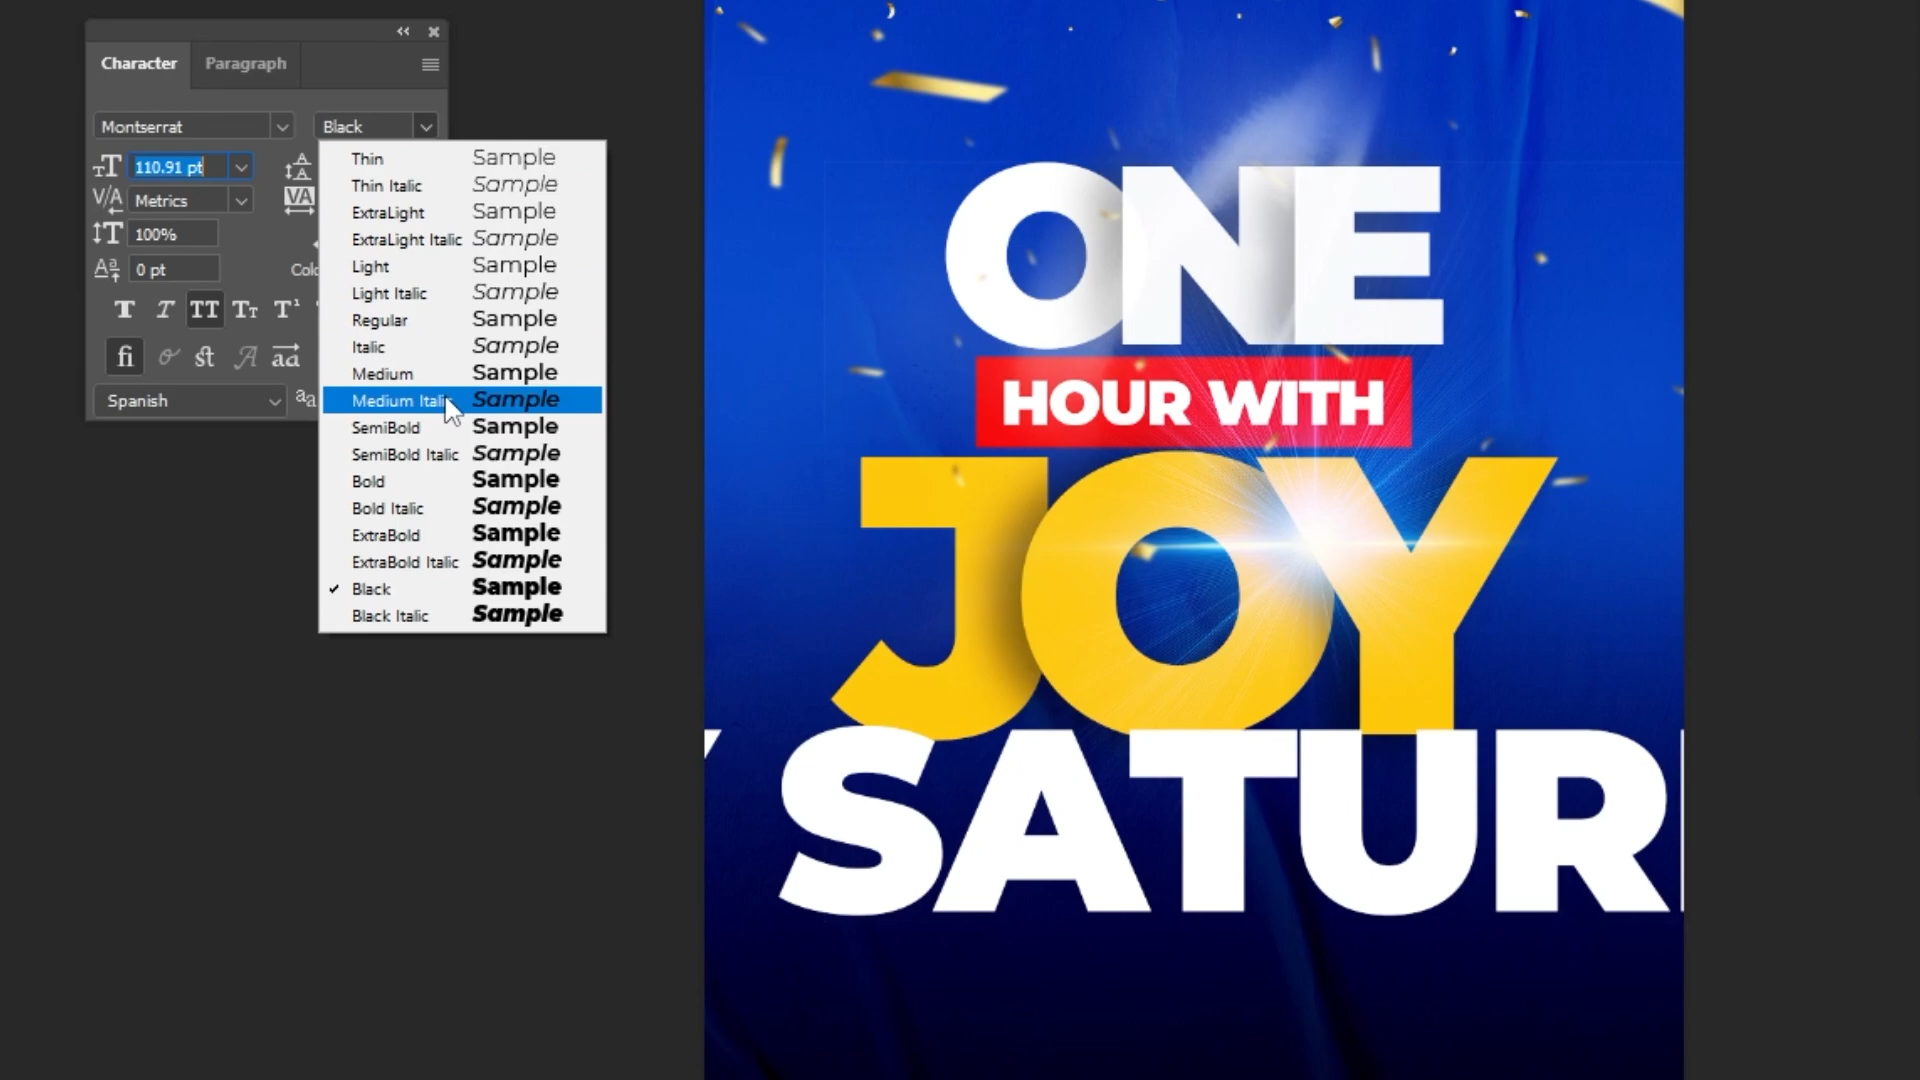 Character
Paragraph
Montserrat
Black
110.91 pt
Metrics
100%
0 pt
Colo
Spanish
Thin Sample
Thin Italic Sample
ExtraLight Sample
ExtraLight Italic Sample
Light Sample
Light Italic Sample
Regular Sample
Italic Sample
Medium Sample
Medium Italic Sample
SemiBold Sample
SemiBold Italic Sample
Bold Sample
Bold Italic Sample
ExtraBold Sample
ExtraBold Italic Sample
Black Sample
Black Italic Sample
ONE
HOUR WITH
JOY
SATUR